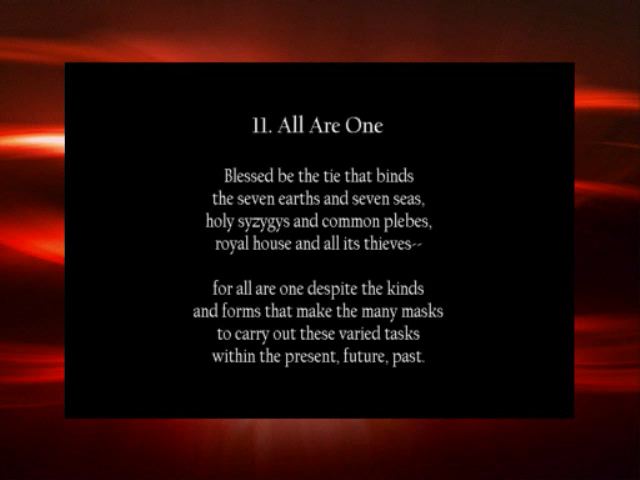 11. All Are One
Blessed be the tie that binds
the seven earths and seven seas,
holy syzygys and common plebes,
royal house and all its thieves--
for all are one despite the kinds
and forms that make the many masks
to carry out these varied tasks
within the present, future, past.